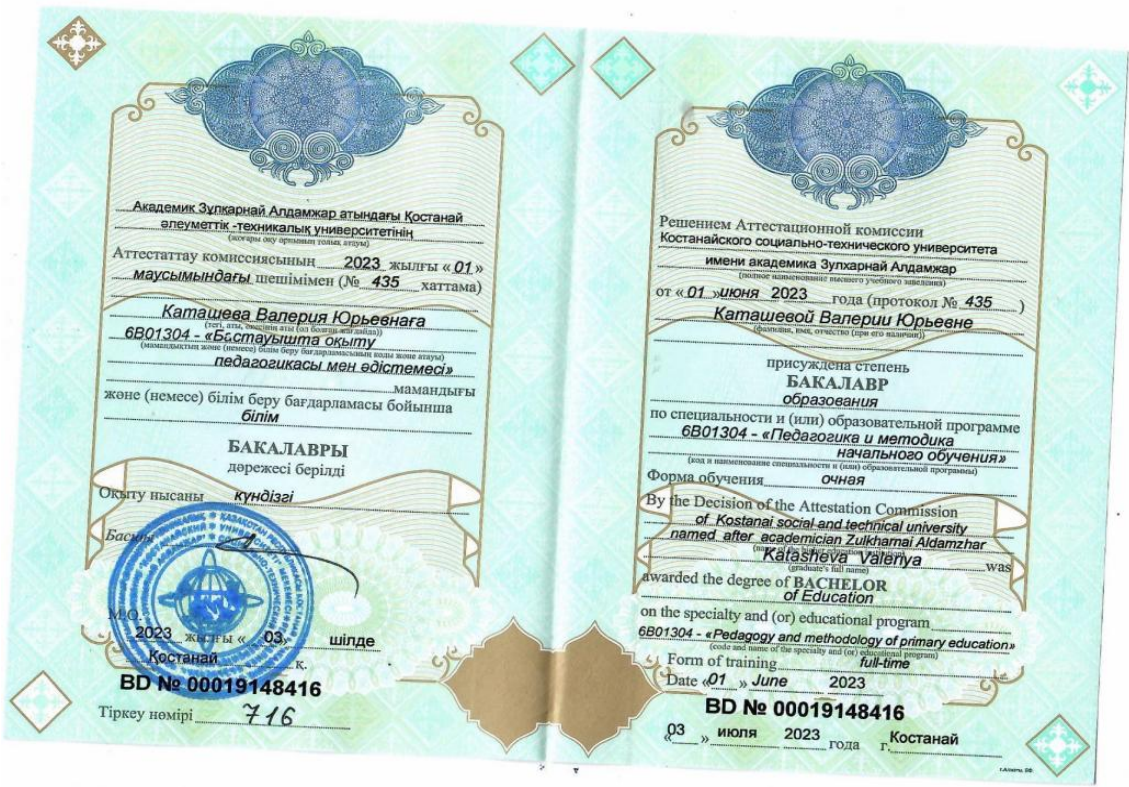 Академик Зұлқарнай Алдамжар атындағы Қостанай
әлеуметтік -техникалық университетінің
(жоғары оқу орнының толық атауы)
Аттестаттау комиссиясының 2023 жылғы « 01 »
маусымындағы шешімімен (№ 435 хаттама)
Каташева Валерия Юрьевнаға
(тегі, аты, әкесінің аты (ол болған жағдайда))
6В01304 - «Бастауышта оқыту
(мамандықтың және (немесе) білім беру бағдарламасының коды және атауы)
педагогикасы мен әдістемесі»
мамандығы
және (немесе) білім беру бағдарламасы бойынша
білім
БАКАЛАВРЫ
дәрежесі берілді
Оқыту нысаны күндізгі
Басшы
М.О.
2023 жылғы « 03 шілде
Қостанай қ.
BD № 00019148416
Тіркеу нөмірі 716
Решением Аттестационной комиссии
Костанайского социально-технического университета
имени академика Зулхарнай Алдамжар
(полное наименование высшего учебного заведения)
от « 01 » июня 2023 года (протокол № 435 )
Каташевой Валерии Юрьевне
(фамилия, имя, отчество (при его наличии))
присуждена степень
БАКАЛАВР
образования
по специальности и (или) образовательной программе
6В01304 - «Педагогика и методика
начального обучения»
(код и наименование специальности и (или) образовательной программы)
Форма обучения очная
By the Decision of the Attestation Commission
of Kostanai social and technical university
named after academician Zulkharnai Aldamzhar
(name of the higher education institution)
Katasheva Valeriya was
(graduate's full name)
awarded the degree of BACHELOR
of Education
on the specialty and (or) educational program
6B01304 - «Pedagogy and methodology of primary education»
(code and name of the specialty and (or) educational program)
Form of training full-time
Date «01 » June 2023
BD № 00019148416
« 03 » июля 2023 года г. Костанай